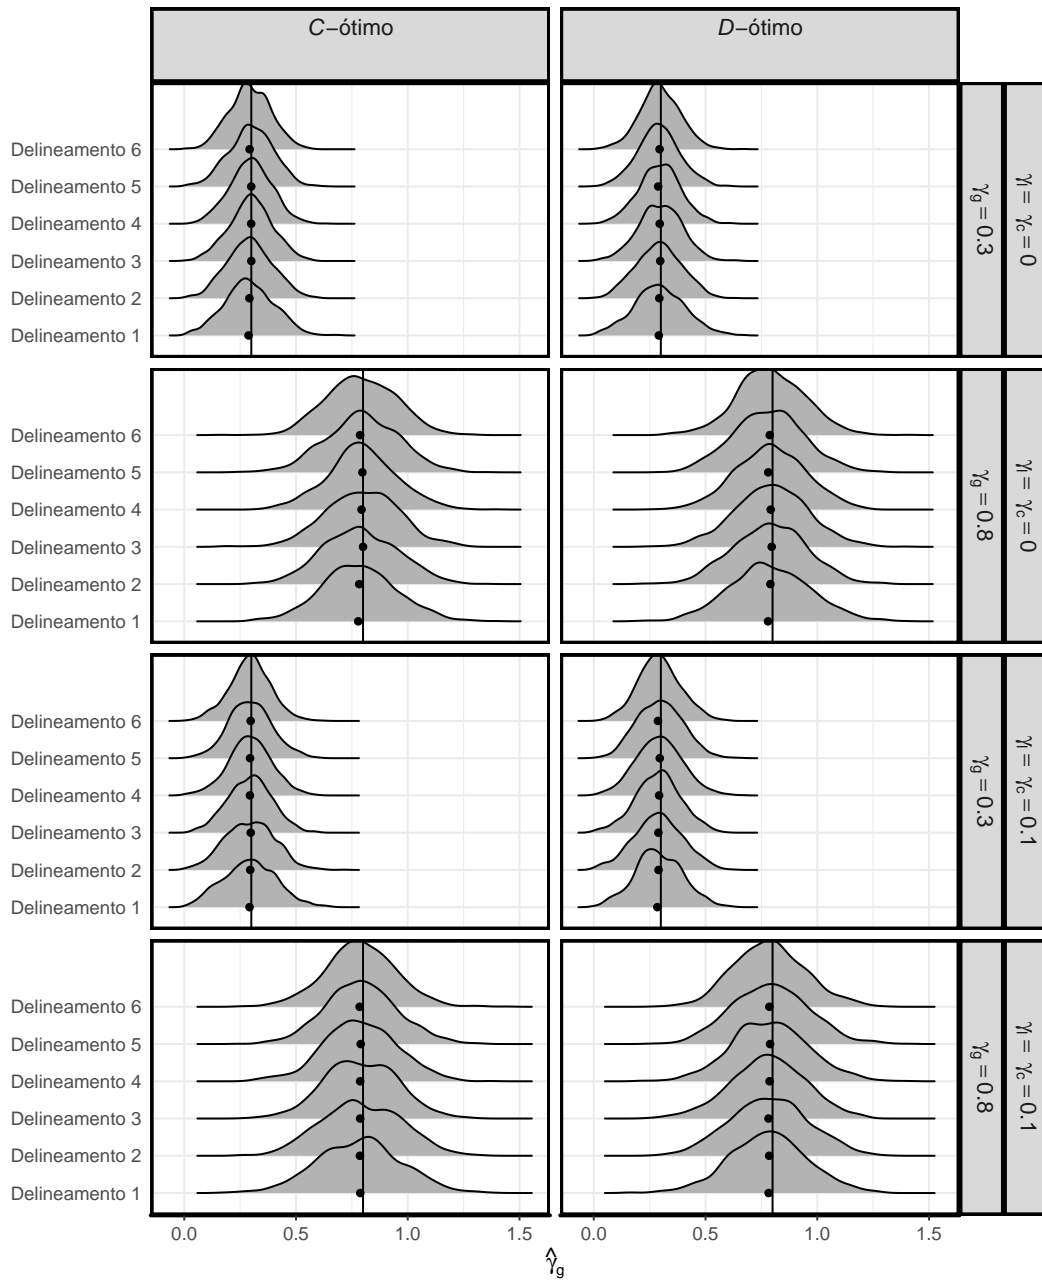 C−ótimo
D−ótimo
Delineamento 6
Delineamento 5
Delineamento 4
Delineamento 3
Delineamento 2
Delineamento 1
γg = 0.3
γl = γc = 0
Delineamento 6
Delineamento 5
Delineamento 4
Delineamento 3
Delineamento 2
Delineamento 1
γg = 0.8
γl = γc = 0
Delineamento 6
Delineamento 5
Delineamento 4
Delineamento 3
Delineamento 2
Delineamento 1
γg = 0.3
γl = γc = 0.1
Delineamento 6
Delineamento 5
Delineamento 4
Delineamento 3
Delineamento 2
Delineamento 1
γg = 0.8
γl = γc = 0.1
0.0 0.5 1.0 1.5
0.0 0.5 1.0 1.5
γ̂g